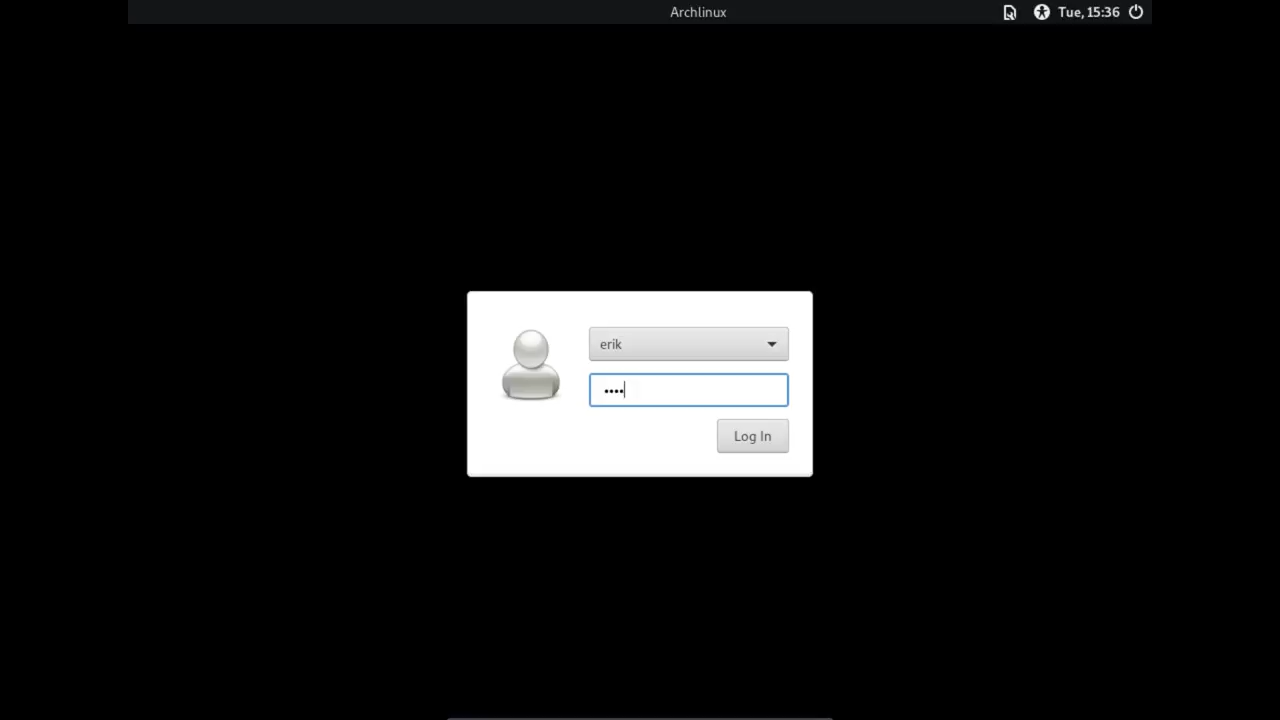 Archlinux
Tue, 15:36
erik
••••
Log In